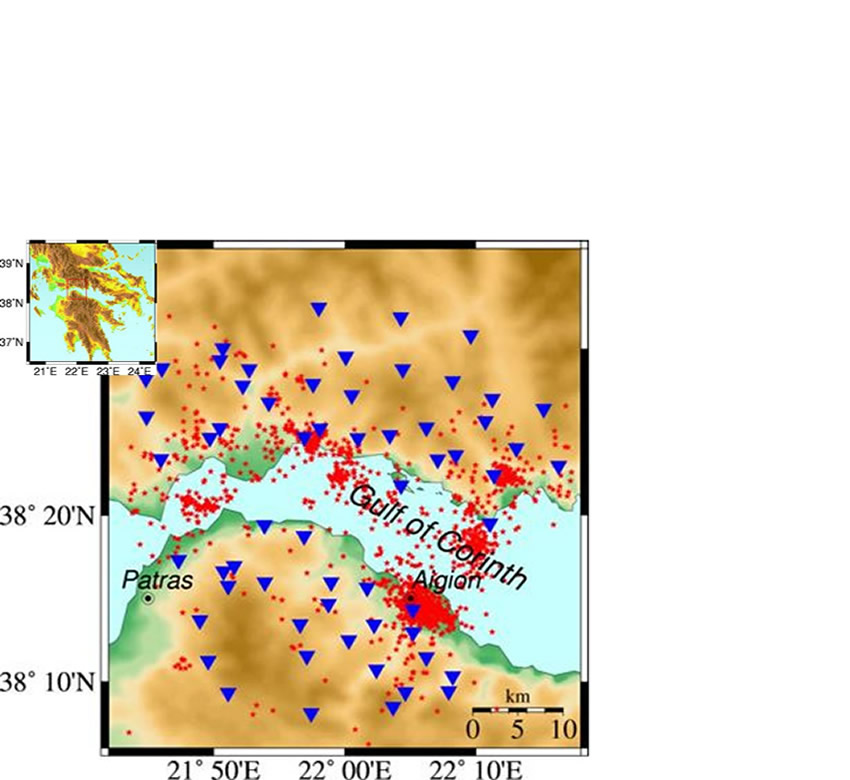 39°N
38°N
37°N
21°E 22°E 23°E 24°E
Gulf of Corinth
38° 20'N
Patras
Aigion
38° 10'N
km
0 5 10
21° 50'E 22° 00'E 22° 10'E